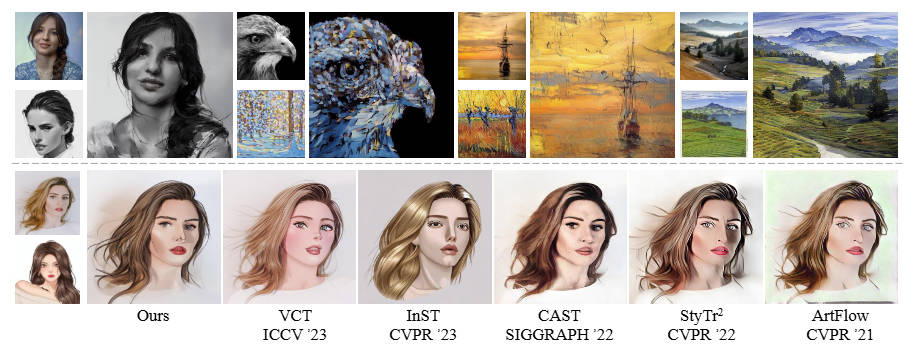 Ours
VCT
ICCV ’23
InST
CVPR ’23
CAST
SIGGRAPH ’22
StyTr²
CVPR ’22
ArtFlow
CVPR ’21